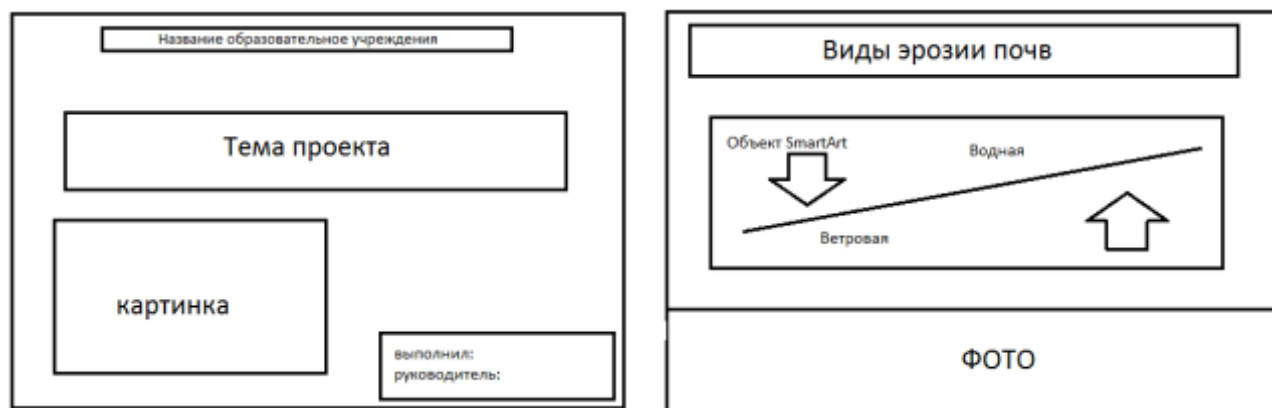 Название образовательное учреждения
Тема проекта
картинка
выполнил:
руководитель:
Виды эрозии почв
Объект SmartArt
Водная
Ветровая
ФОТО